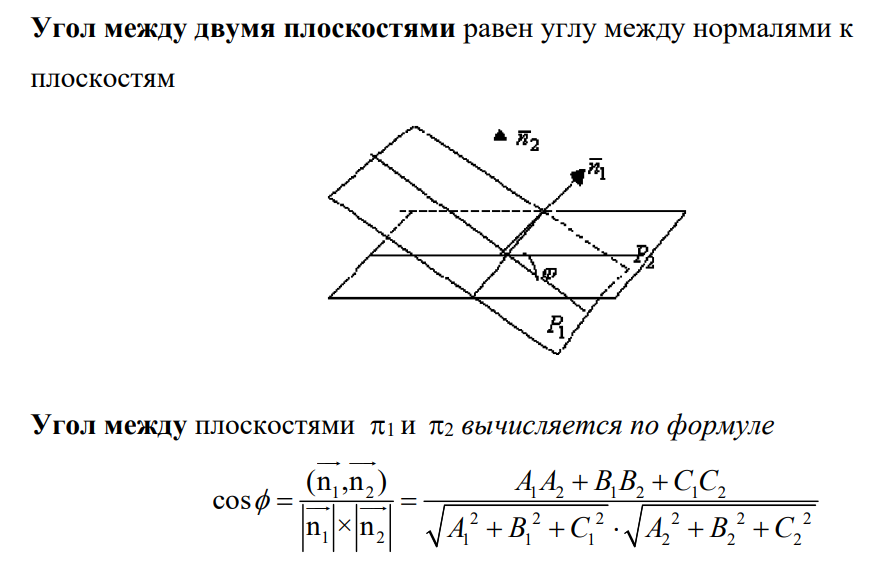 Угол между двумя плоскостями равен углу между нормалями к
плоскостям
n̅2
n̅1
P2
φ
P1
Угол между плоскостями π1 и π2 вычисляется по формуле
cos ϕ = (n₁→,n₂→) / |n₁→|×|n₂→| = A₁A₂ + B₁B₂ + C₁C₂ / √(A₁² + B₁² + C₁²) · √(A₂² + B₂² + C₂²)